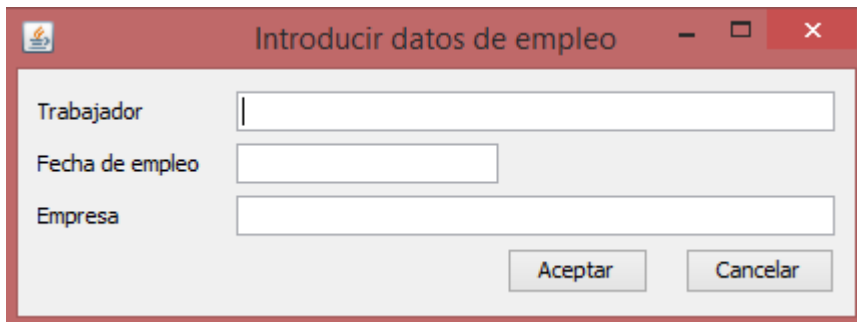 Introducir datos de empleo
Trabajador
Fecha de empleo
Empresa
Aceptar Cancelar